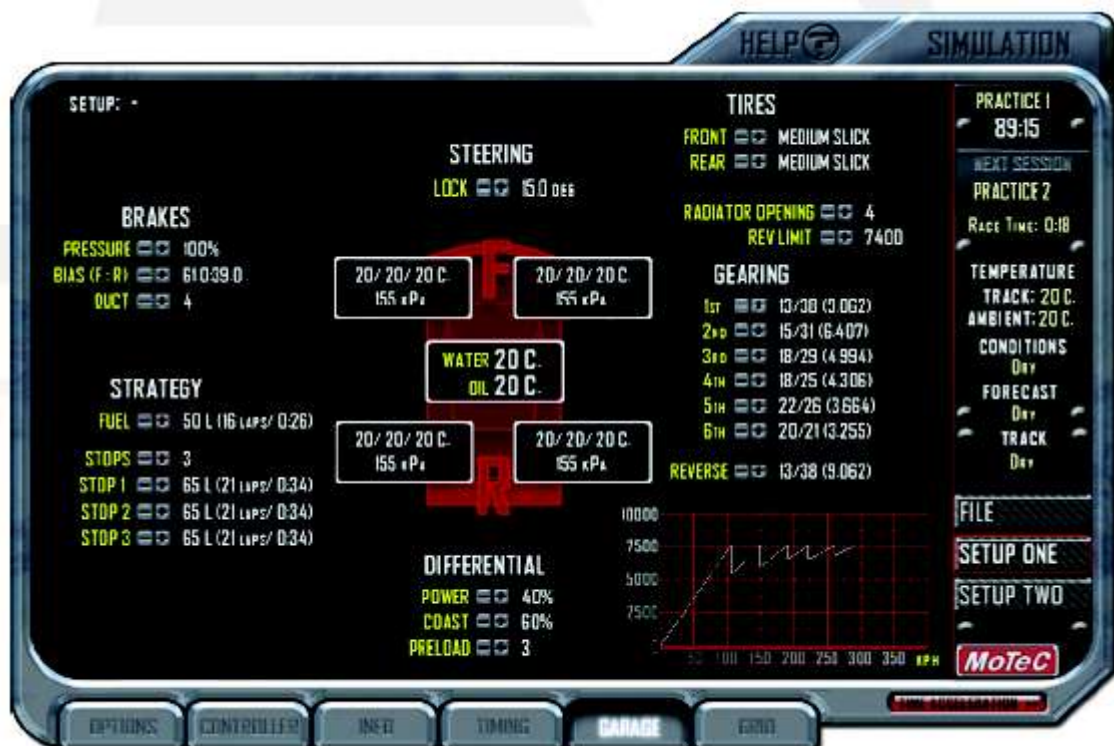 HELP ?
SIMULATION
SETUP: -
STEERING
LOCK 15.0 DEG
BRAKES
PRESSURE 100%
BIAS (F:R) 61.0:39.0
DUCT 4
STRATEGY
FUEL 50 L (16 LAPS/ 0:26)
STOPS 3
STOP 1 65 L (21 LAPS/ 0:34)
STOP 2 65 L (21 LAPS/ 0:34)
STOP 3 65 L (21 LAPS/ 0:34)
F
20/ 20/ 20 C.
155 kPa
20/ 20/ 20 C.
155 kPa
WATER 20 C.
OIL 20 C.
20/ 20/ 20 C.
155 kPa
20/ 20/ 20 C.
155 kPa
R
DIFFERENTIAL
POWER 40%
COAST 60%
PRELOAD 3
TIRES
FRONT MEDIUM SLICK
REAR MEDIUM SLICK
RADIATOR OPENING 4
REV LIMIT 7400
GEARING
1ST 13/38 (9.062)
2ND 15/31 (6.407)
3RD 18/29 (4.994)
4TH 18/25 (4.306)
5TH 22/26 (3.664)
6TH 20/21 (3.255)
REVERSE 13/38 (9.062)
10000
7500
5000
2500
50 100 150 200 250 300 350 KPH
PRACTICE 1
89:15
NEXT SESSION
PRACTICE 2
RACE TIME: 0:18
TEMPERATURE
TRACK: 20 C.
AMBIENT: 20 C.
CONDITIONS
DRY
FORECAST
DRY
TRACK
DRY
FILE
SETUP ONE
SETUP TWO
MoTeC
TIME ACCELERATION
OPTIONS
CONTROLLER
INFO
TIMING
GARAGE
GRID